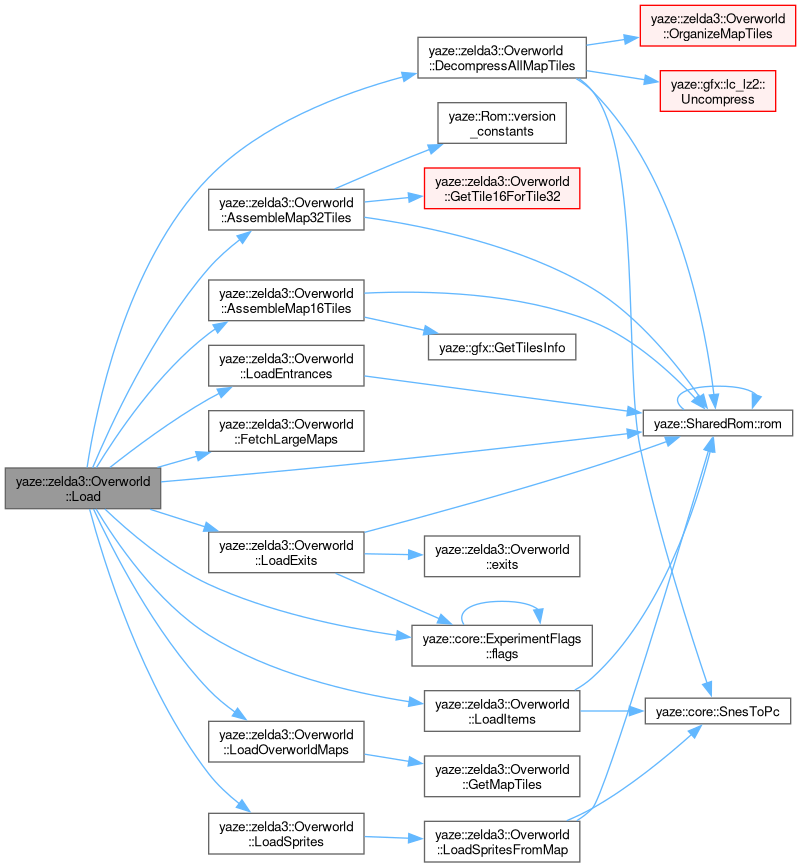 yaze::zelda3::Overworld
::OrganizeMapTiles
yaze::zelda3::Overworld
::DecompressAllMapTiles
yaze::gfx::lc_lz2::
Uncompress
yaze::Rom::version
_constants
yaze::zelda3::Overworld
::GetTile16ForTile32
yaze::zelda3::Overworld
::AssembleMap32Tiles
yaze::zelda3::Overworld
::AssembleMap16Tiles
yaze::gfx::GetTilesInfo
yaze::zelda3::Overworld
::LoadEntrances
yaze::SharedRom::rom
yaze::zelda3::Overworld
::FetchLargeMaps
yaze::zelda3::Overworld
::Load
yaze::zelda3::Overworld
::LoadExits
yaze::zelda3::Overworld
::exits
yaze::core::ExperimentFlags
::flags
yaze::zelda3::Overworld
::LoadItems
yaze::core::SnesToPc
yaze::zelda3::Overworld
::LoadOverworldMaps
yaze::zelda3::Overworld
::GetMapTiles
yaze::zelda3::Overworld
::LoadSprites
yaze::zelda3::Overworld
::LoadSpritesFromMap